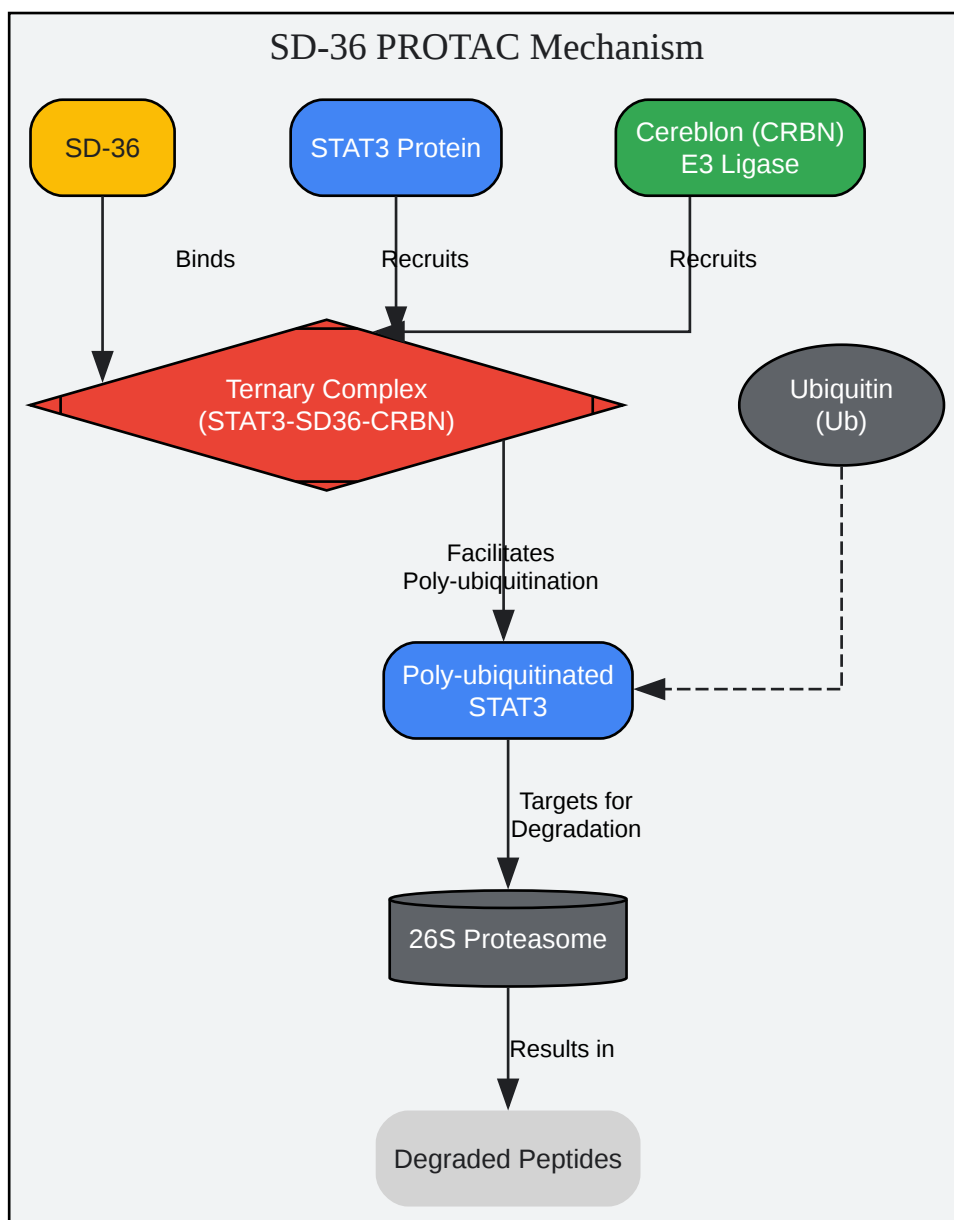 SD-36 PROTAC Mechanism
SD-36
STAT3 Protein
Cereblon (CRBN)
E3 Ligase
Binds
Recruits
Recruits
Ternary Complex
(STAT3-SD36-CRBN)
Ubiquitin
(Ub)
Facilitates
Poly-ubiquitination
Poly-ubiquitinated
STAT3
Targets for
Degradation
26S Proteasome
Results in
Degraded Peptides